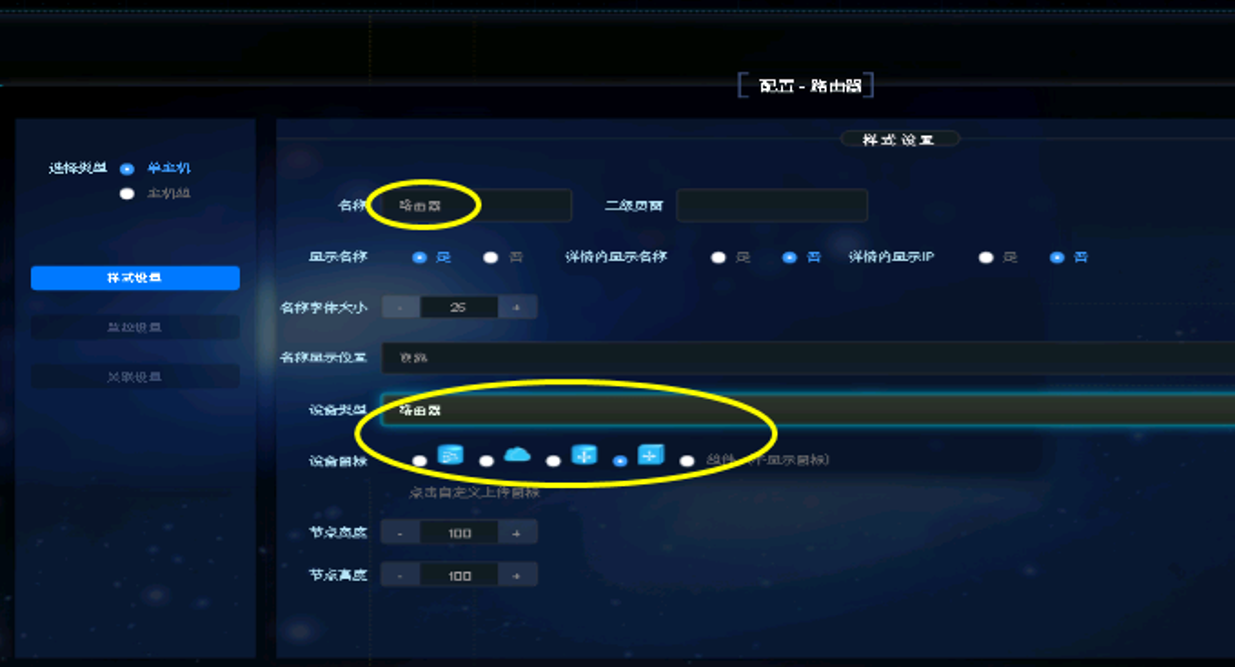 配置 - 路由器
样式设置
选择类型 单主机
主机组
样式设置
监控设置
关联设置
名称 路由器 二级页面
显示名称 是 否 详情内显示名称 是 否 详情内显示IP 是 否
名称字体大小 - 25 +
名称显示位置
设备类型 路由器
设备图标 不显示图标)
点击自定义上传图标
节点宽度 - 100 +
节点高度 - 100 +